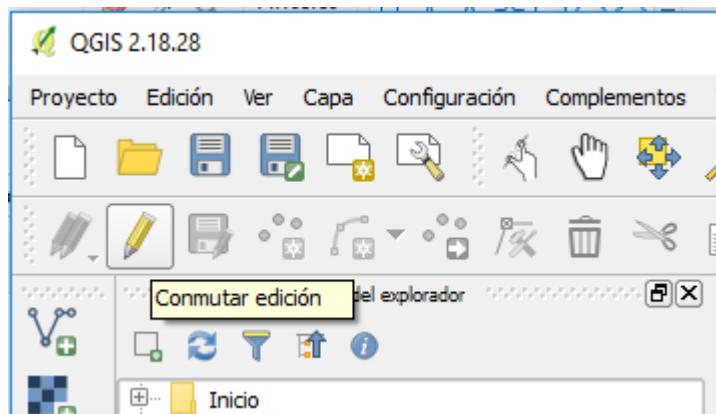 QGIS 2.18.28
Proyecto Edición Ver Capa Configuración Complementos
Conmutar edición del explorador
Inicio